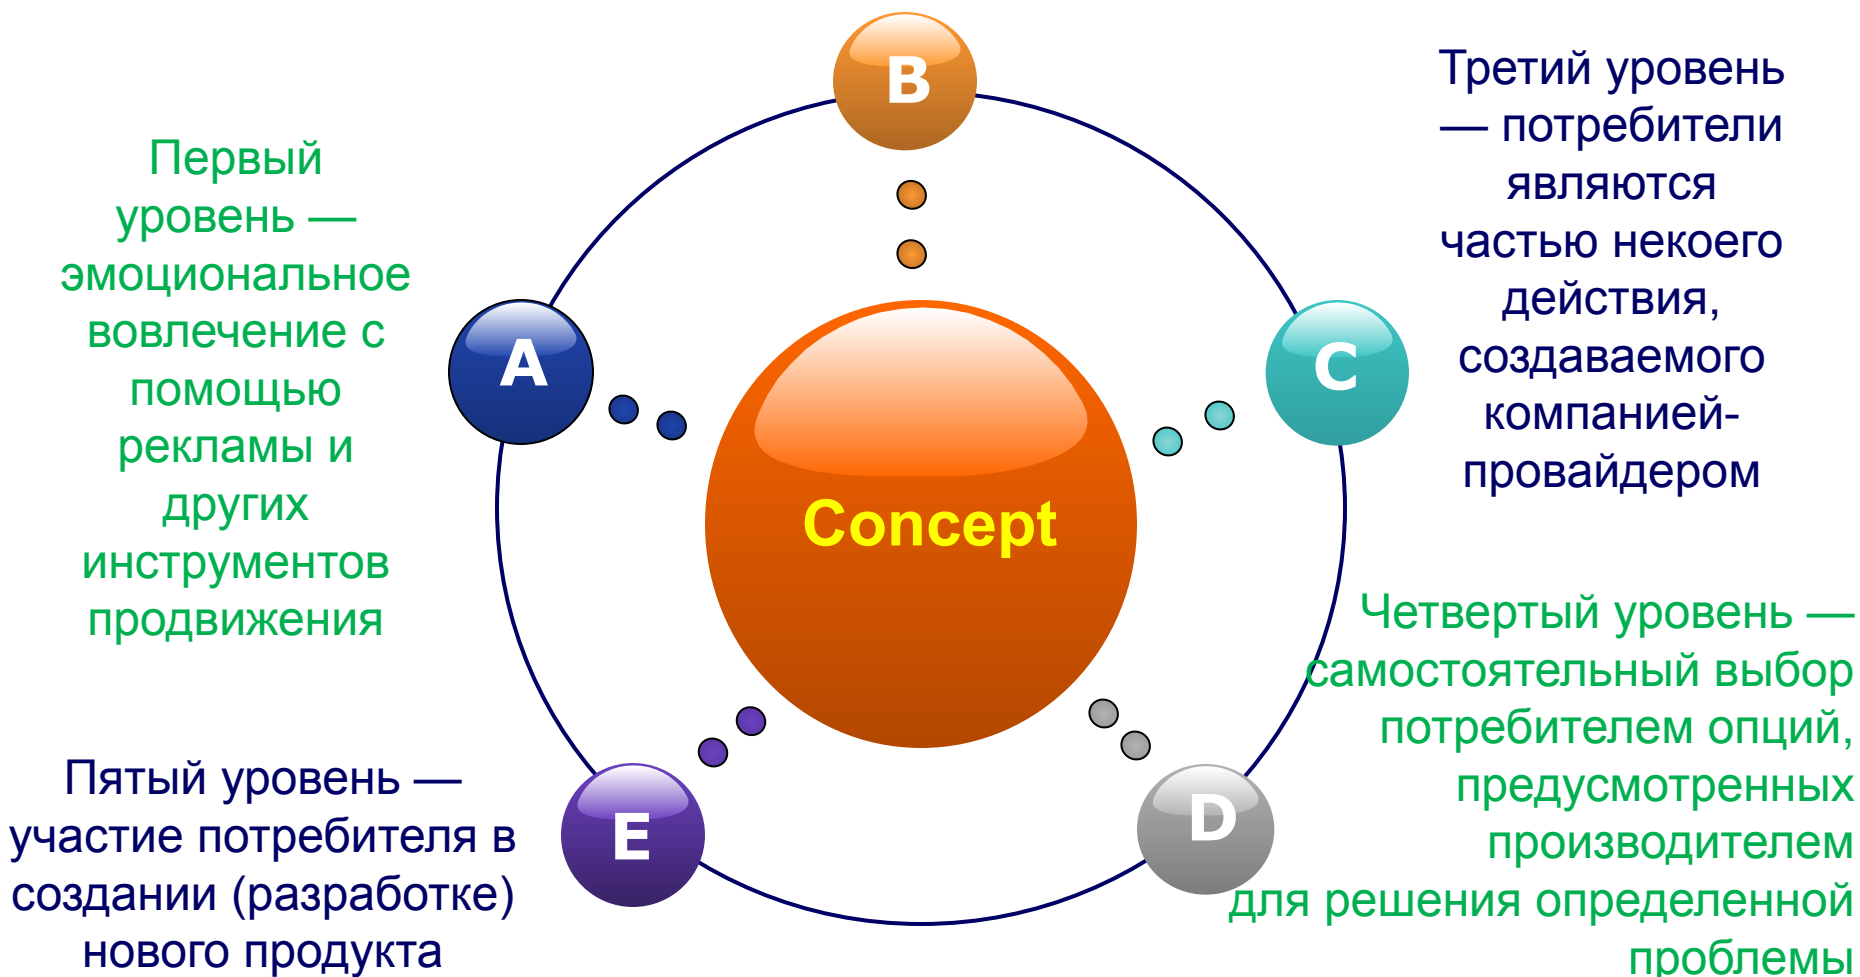 Первый
уровень —
эмоциональное
вовлечение с
помощью
рекламы и
других
инструментов
продвижения
B
Третий уровень
— потребители
являются
частью некоего
действия,
создаваемого
компанией-
провайдером
A
C
Concept
Четвертый уровень —
самостоятельный выбор
потребителем опций,
предусмотренных
производителем
для решения определенной
проблемы
D
E
Пятый уровень —
участие потребителя в
создании (разработке)
нового продукта